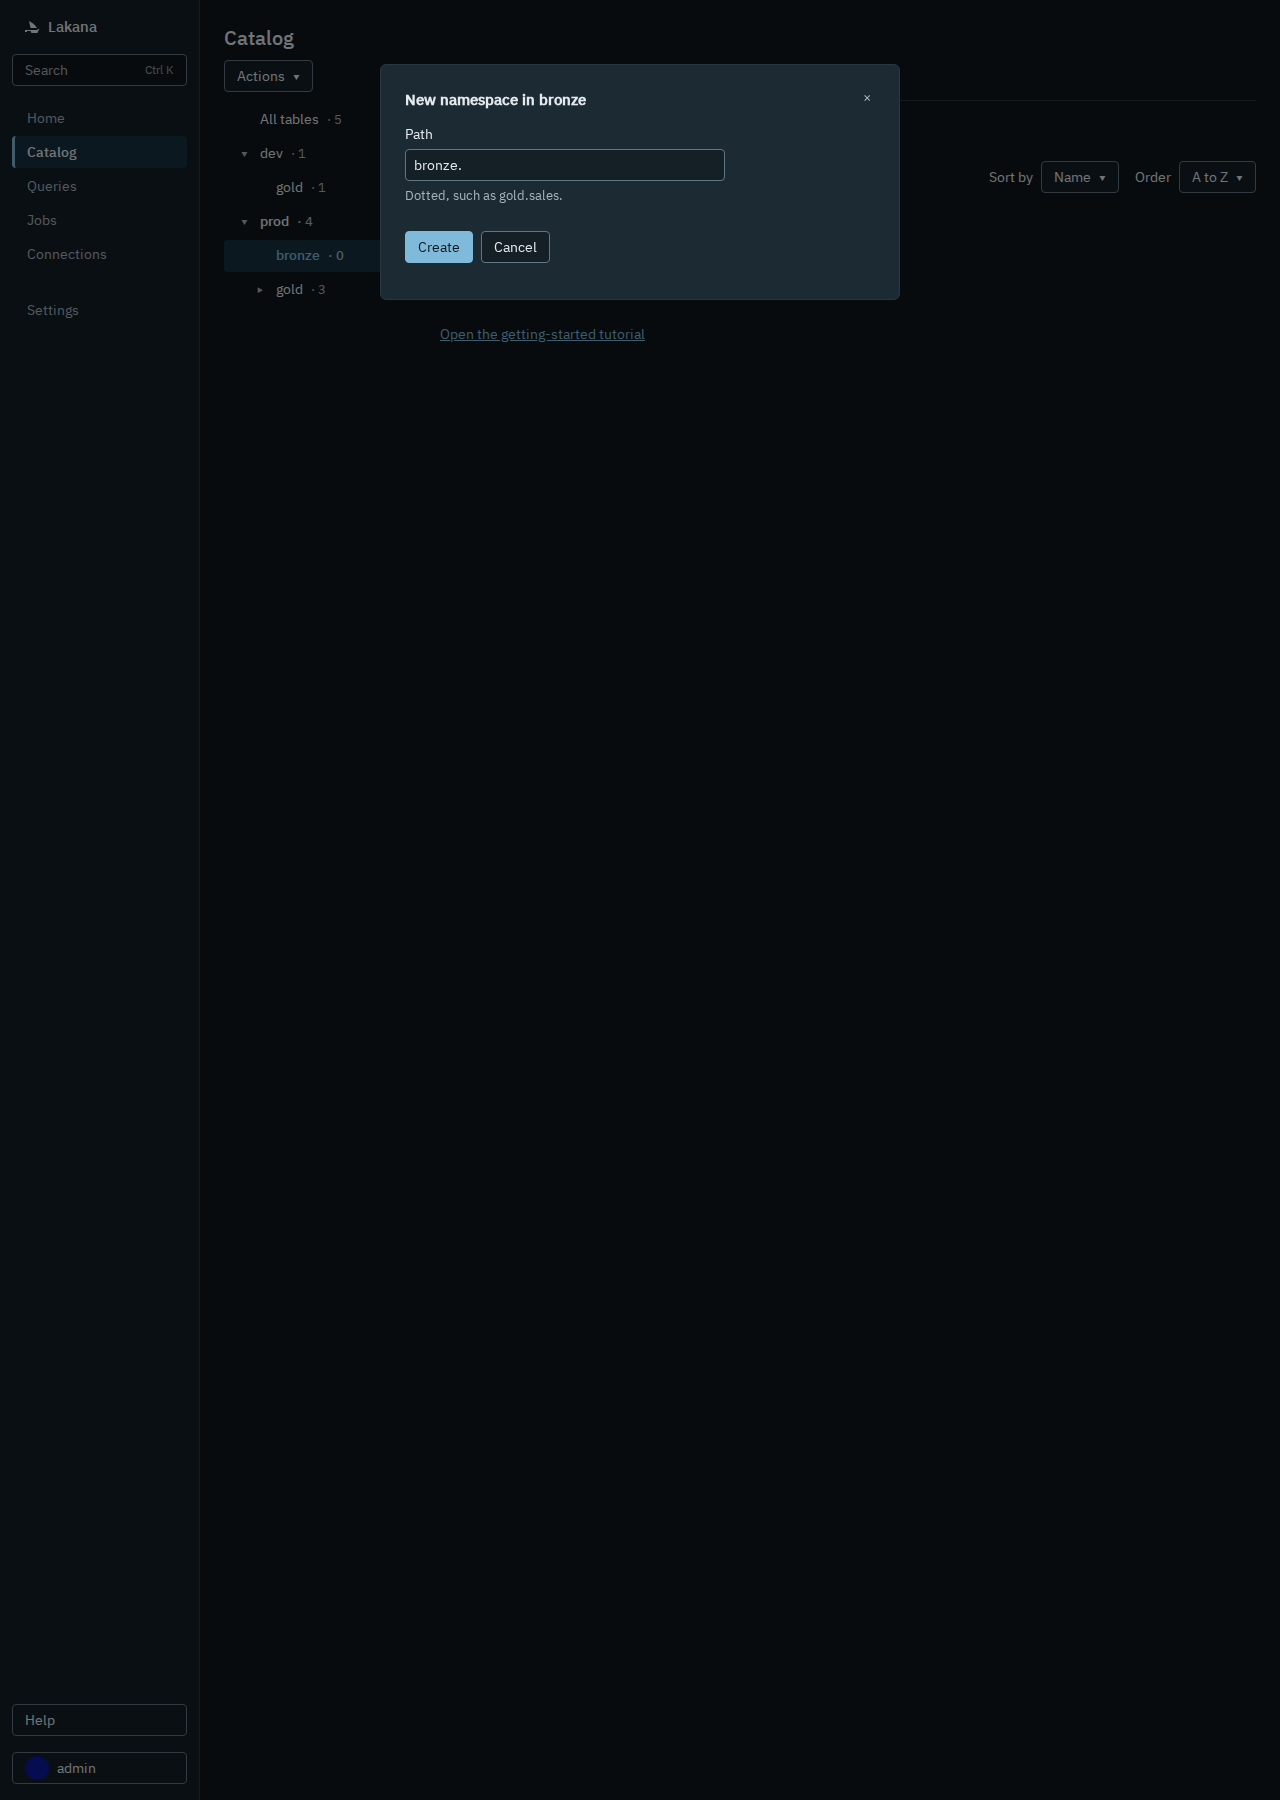 Lakana
Search Ctrl K
Home
Catalog
Queries
Jobs
Connections
Settings
Help
admin
Catalog
Actions
All tables · 5
dev · 1
gold · 1
prod · 4
bronze · 0
gold · 3
Sort by Name Order A to Z
Open the getting-started tutorial
New namespace in bronze ×
Path
bronze.
Dotted, such as gold.sales.
Create Cancel